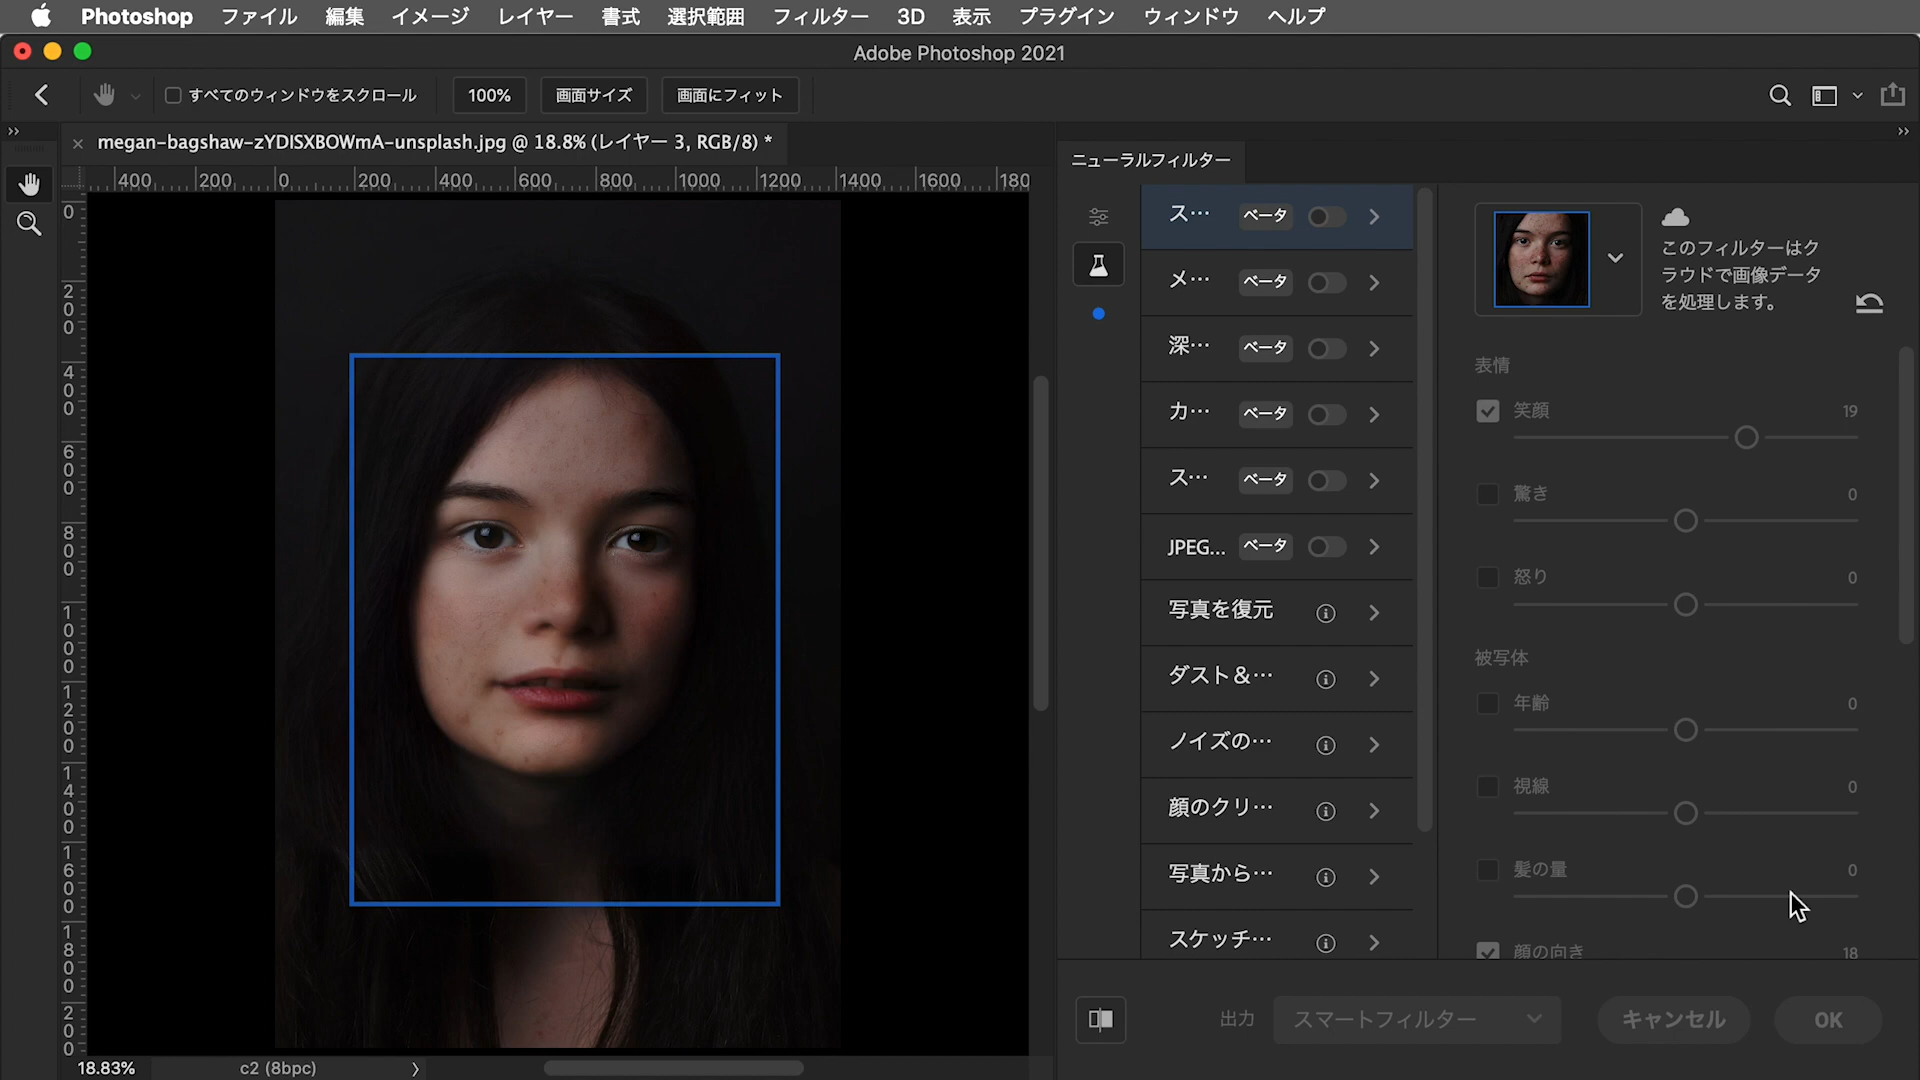 Photoshop ファイル 編集 イメージ レイヤー 書式 選択範囲 フィルター 3D 表示 プラグイン ウィンドウ ヘルプ
Adobe Photoshop 2021
すべてのウィンドウをスクロール 100% 画面サイズ 画面にフィット
megan-bagshaw-zYDlSXBOWmA-unsplash.jpg @ 18.8% (レイヤー 3, RGB/8) *
400 200 0 200 400 600 800 1000 1200 1400 1600 180
0
200
400
600
800
1000
1200
1400
1600
1800
200
18.83% c2 (8bpc)
ニューラルフィルター
ス… ベータ
メ… ベータ
深… ベータ
カ… ベータ
ス… ベータ
JPEG... ベータ
写真を復元
ダスト＆…
ノイズの…
顔のクリ…
写真から…
スケッチ…
このフィルターはク
ラウドで画像データ
を処理します。
表情
笑顔 19
驚き 0
怒り 0
被写体
年齢 0
視線 0
髪の量 0
顔の向き 18
出力 スマートフィルター キャンセル OK